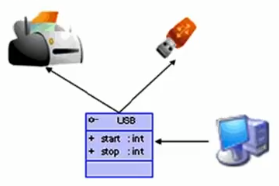 USB
+ start : int
+ stop : int